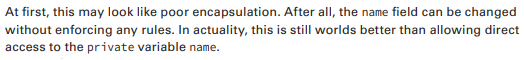 At first, this may look like poor encapsulation. After all, the name field can be changed
without enforcing any rules. In actuality, this is still worlds better than allowing direct
access to the private variable name.